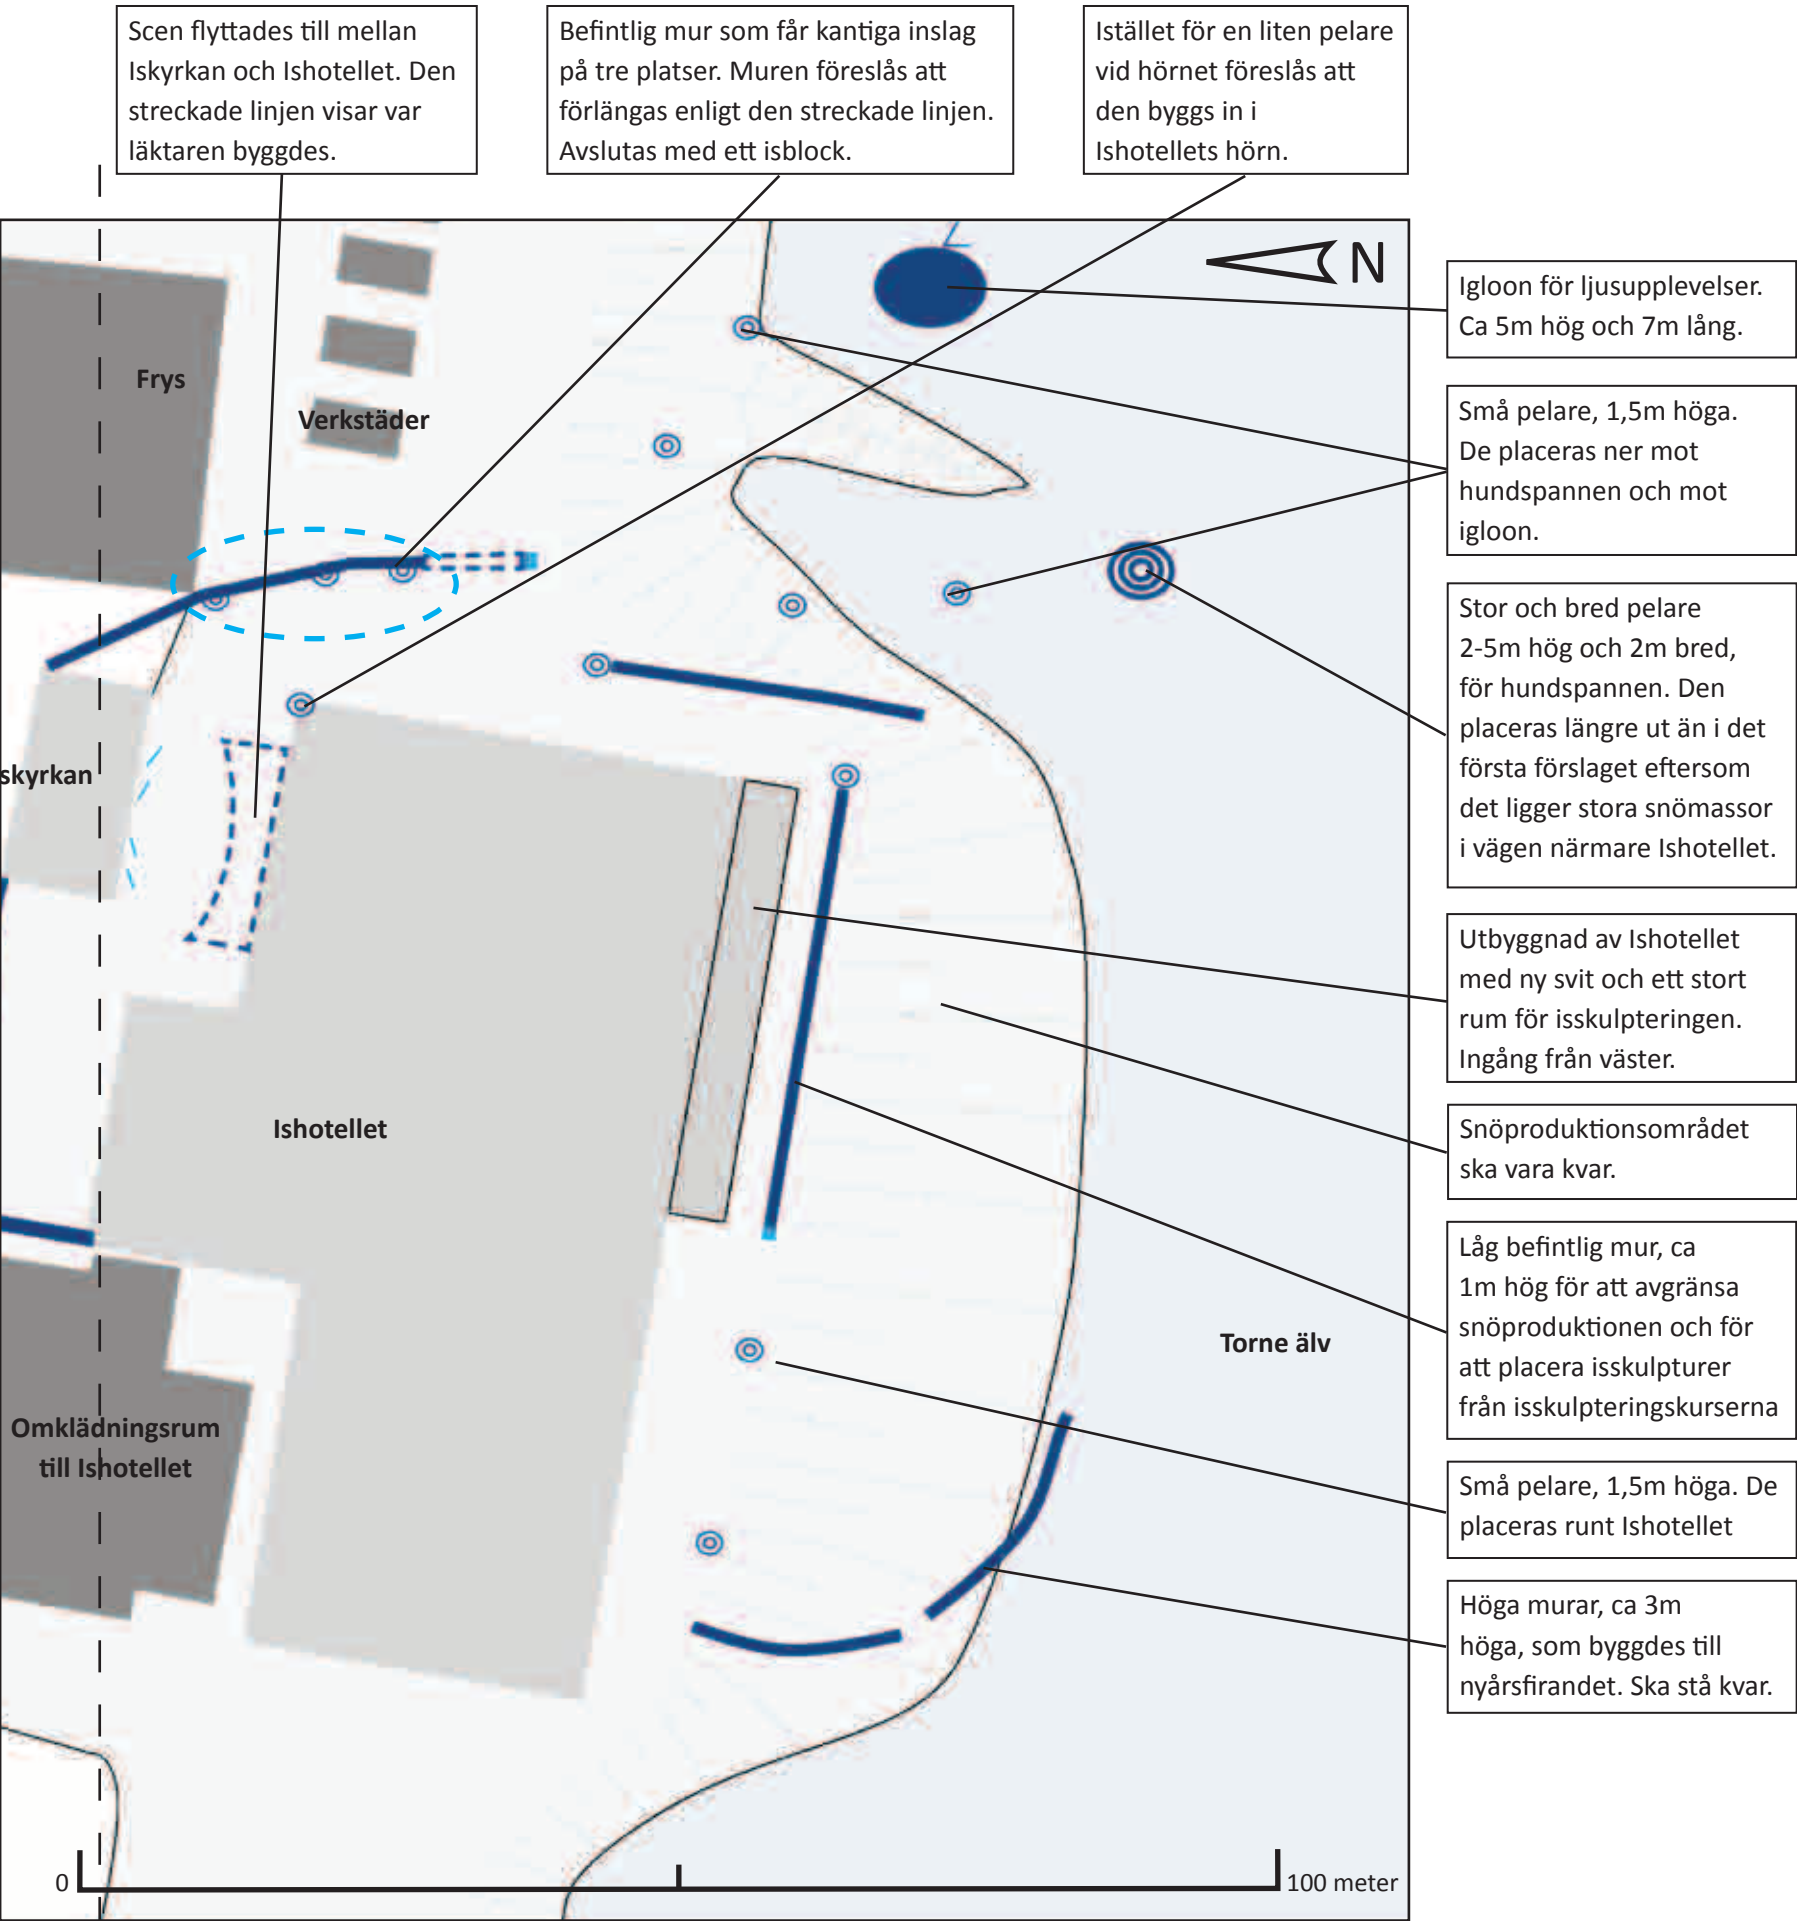 Scen flyttades till mellan
Iskyrkan och Ishotellet. Den
streckade linjen visar var
läktaren byggdes.
Befintlig mur som får kantiga inslag
på tre platser. Muren föreslås att
förlängas enligt den streckade linjen.
Avslutas med ett isblock.
Istället för en liten pelare
vid hörnet föreslås att
den byggs in i
Ishotellets hörn.
N
Igloon för ljusupplevelser.
Ca 5m hög och 7m lång.
Små pelare, 1,5m höga.
De placeras ner mot
hundspannen och mot
igloon.
Stor och bred pelare
2-5m hög och 2m bred,
för hundspannen. Den
placeras längre ut än i det
första förslaget eftersom
det ligger stora snömassor
i vägen närmare Ishotellet.
Utbyggnad av Ishotellet
med ny svit och ett stort
rum för isskulpteringen.
Ingång från väster.
Snöproduktionsområdet
ska vara kvar.
Låg befintlig mur, ca
1m hög för att avgränsa
snöproduktionen och för
att placera isskulpturer
från isskulpteringskurserna
Små pelare, 1,5m höga. De
placeras runt Ishotellet
Höga murar, ca 3m
höga, som byggdes till
nyårsfirandet. Ska stå kvar.
Frys
Verkstäder
skyrkan
Ishotellet
Torne älv
Omklädningsrum
till Ishotellet
0
100 meter